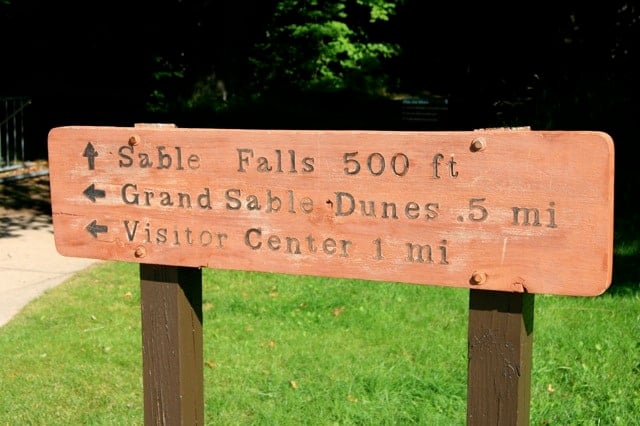 ↑ Sable Falls 500 ft
← Grand Sable Dunes .5 mi
← Visitor Center 1 mi